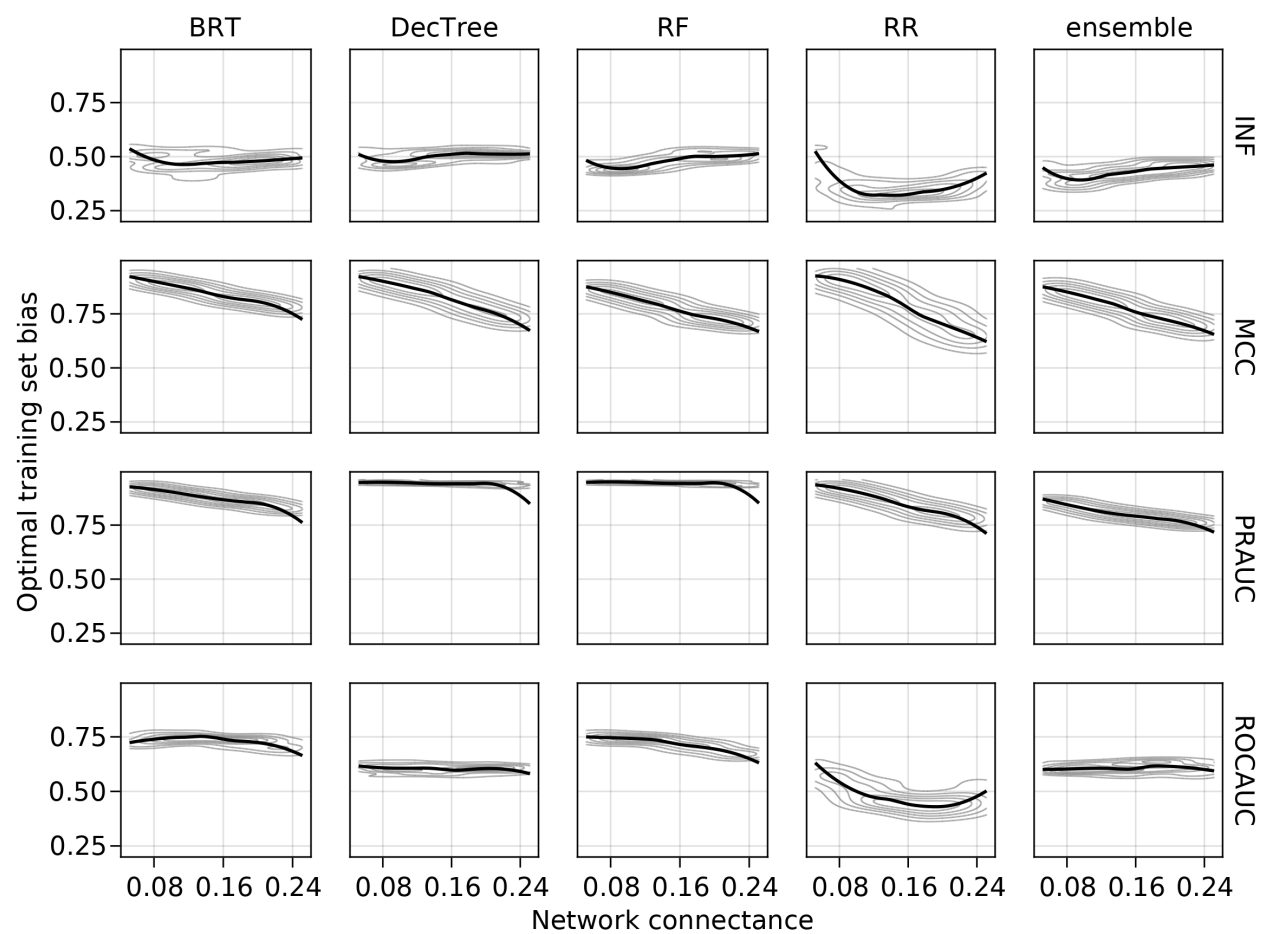 BRT DecTree RF RR ensemble
0.75
0.50
0.25
INF
0.75
0.50
0.25
MCC
Optimal training set bias
0.75
0.50
0.25
PRAUC
0.75
0.50
0.25
ROCAUC
0.08 0.16 0.24 0.08 0.16 0.24 0.08 0.16 0.24 0.08 0.16 0.24 0.08 0.16 0.24
Network connectance